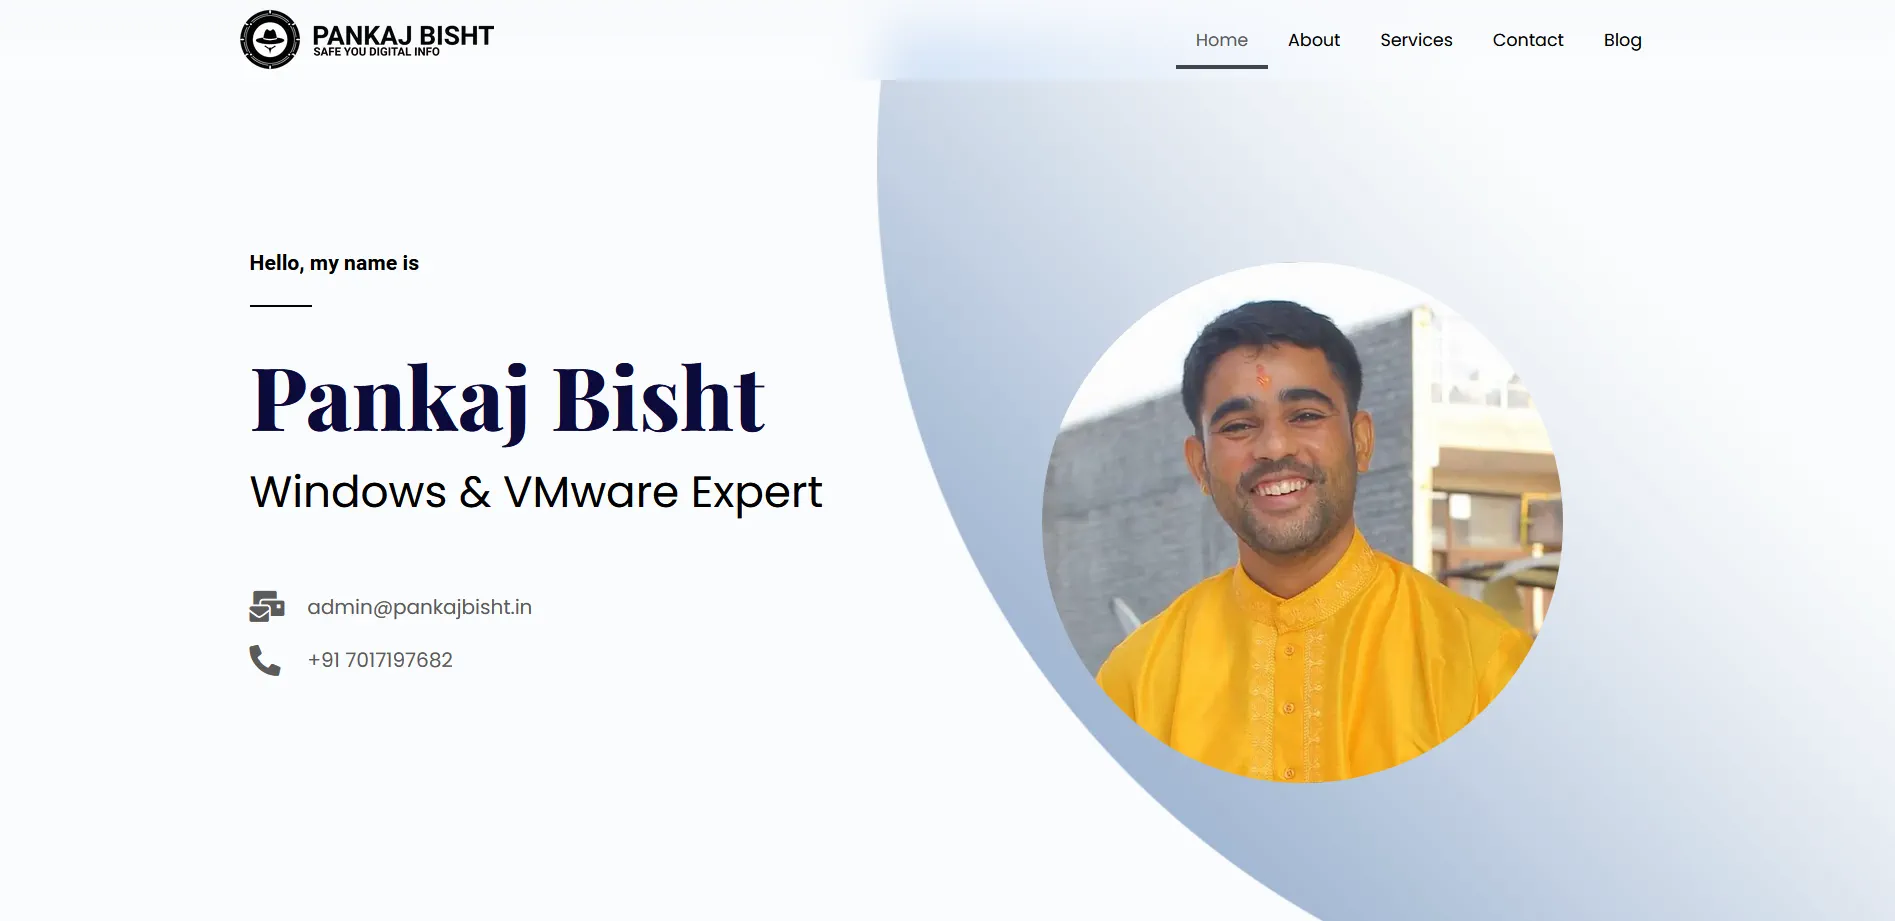 PANKAJ BISHT
SAFE YOU DIGITAL INFO
Home
About
Services
Contact
Blog
Hello, my name is
Pankaj Bisht
Windows & VMware Expert
admin@pankajbisht.in
+91 7017197682